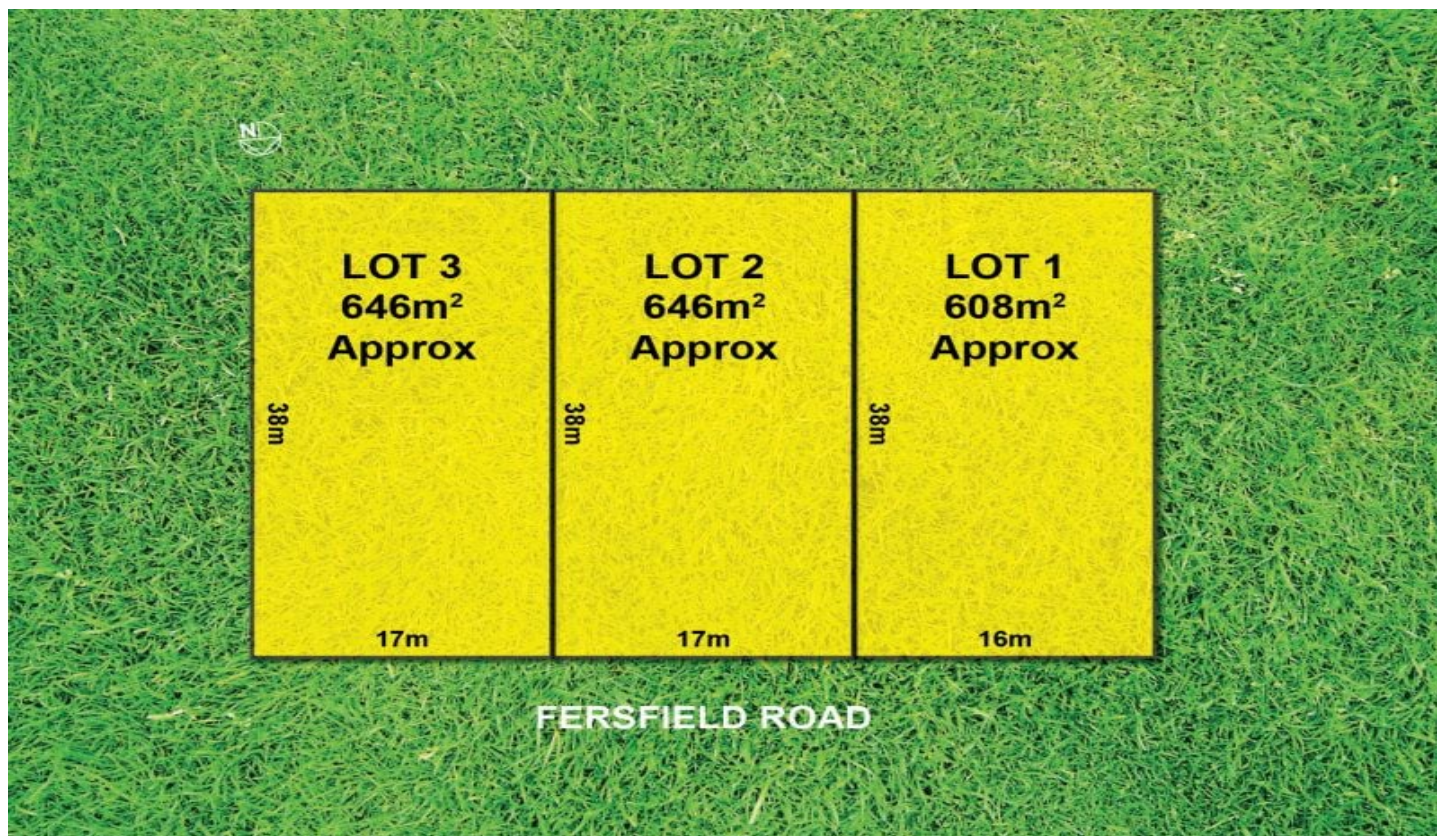 N
LOT 3
646m²
Approx
38m
17m
LOT 2
646m²
Approx
38m
17m
LOT 1
608m²
Approx
38m
16m
FERSFIELD ROAD